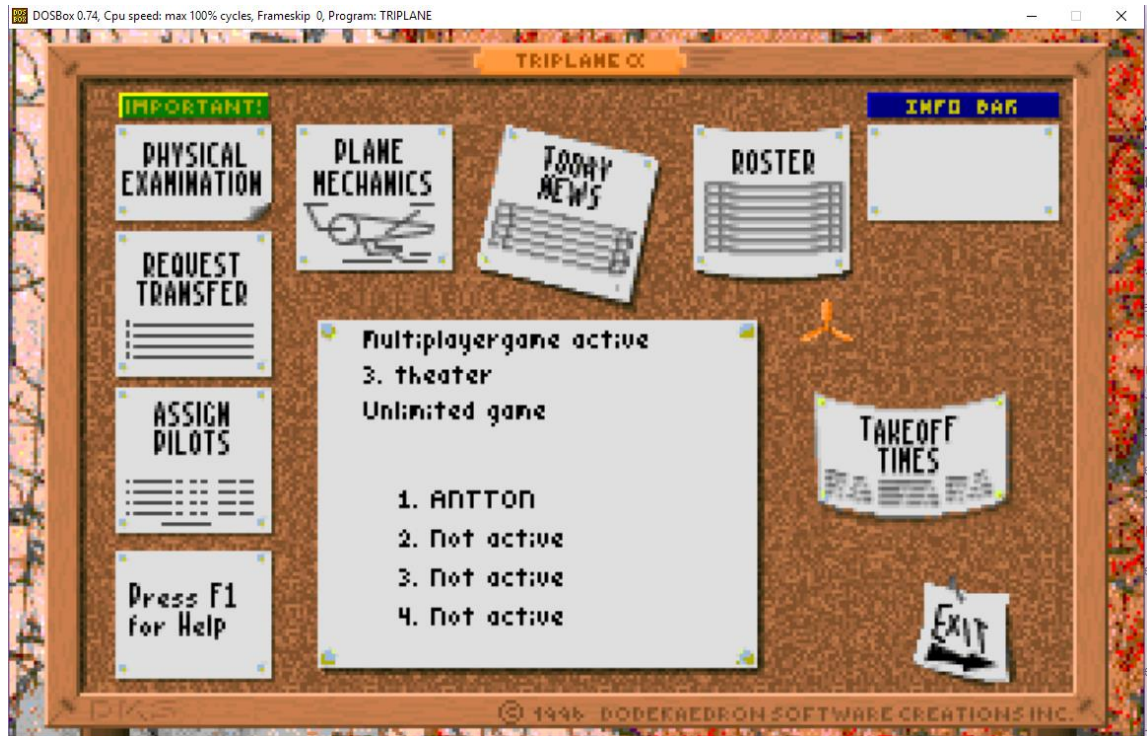 DOSBox 0.74, Cpu speed: max 100% cycles, Frameskip 0, Program: TRIPLANE
TRIPLANE α
IMPORTANT!
PHYSICAL
EXAMINATION
PLANE
MECHANICS
TODAY
NEWS
ROSTER
INFO BAR
REQUEST
TRANSFER
Multiplayergame active
3. theater
Unlimited game
ASSIGN
PILOTS
TAKEOFF
TIMES
1. ANTTON
2. Not active
3. Not active
4. Not active
Press F1
for Help
EXIT
DKS
© 1996 DODEKAEDRON SOFTWARE CREATIONS INC.